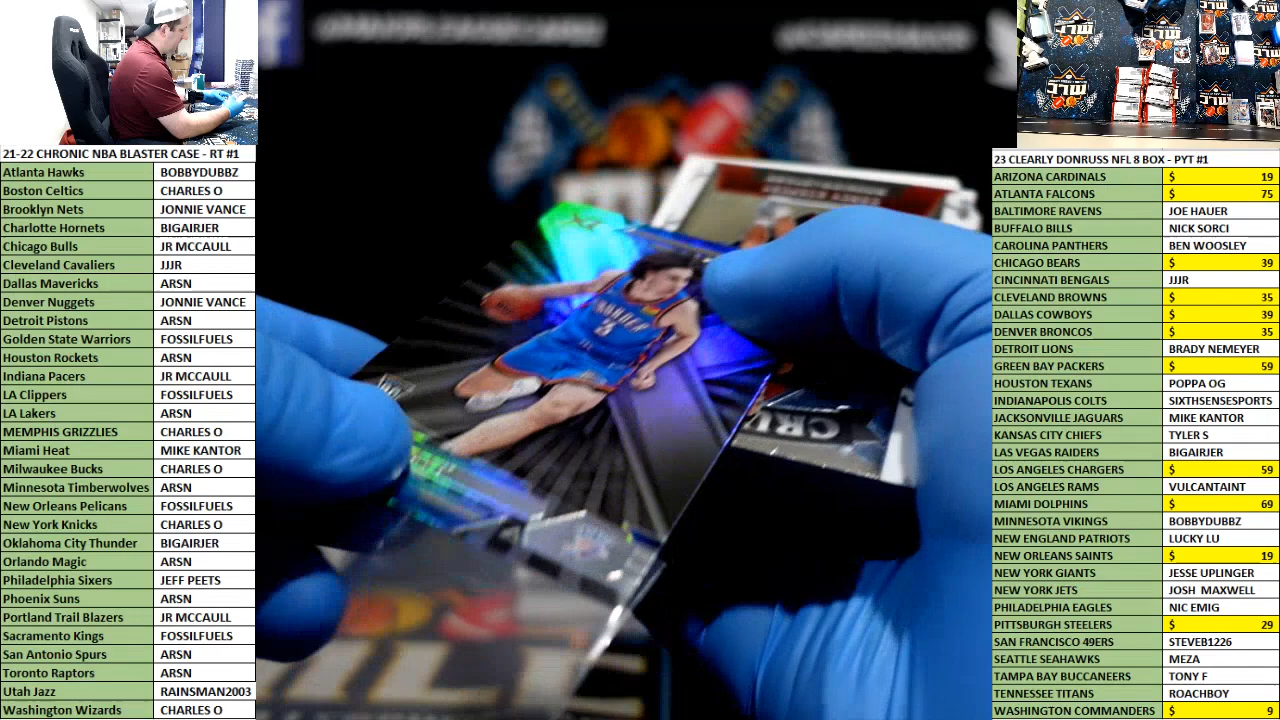 21-22 CHRONIC NBA BLASTER CASE - RT #1
Atlanta Hawks BOBBYDUBBZ
Boston Celtics CHARLES O
Brooklyn Nets JONNIE VANCE
Charlotte Hornets BIGAIRJER
Chicago Bulls JR MCCAULL
Cleveland Cavaliers JJJR
Dallas Mavericks ARSN
Denver Nuggets JONNIE VANCE
Detroit Pistons ARSN
Golden State Warriors FOSSILFUELS
Houston Rockets ARSN
Indiana Pacers JR MCCAULL
LA Clippers FOSSILFUELS
LA Lakers ARSN
MEMPHIS GRIZZLIES CHARLES O
Miami Heat MIKE KANTOR
Milwaukee Bucks CHARLES O
Minnesota Timberwolves ARSN
New Orleans Pelicans FOSSILFUELS
New York Knicks CHARLES O
Oklahoma City Thunder BIGAIRJER
Orlando Magic ARSN
Philadelphia Sixers JEFF PEETS
Phoenix Suns ARSN
Portland Trail Blazers JR MCCAULL
Sacramento Kings FOSSILFUELS
San Antonio Spurs ARSN
Toronto Raptors ARSN
Utah Jazz RAINSMAN2003
Washington Wizards CHARLES O
THUNDER
3
23 CLEARLY DONRUSS NFL 8 BOX - PYT #1
ARIZONA CARDINALS $ 19
ATLANTA FALCONS $ 75
BALTIMORE RAVENS JOE HAUER
BUFFALO BILLS NICK SORCI
CAROLINA PANTHERS BEN WOOSLEY
CHICAGO BEARS $ 39
CINCINNATI BENGALS JJJR
CLEVELAND BROWNS $ 35
DALLAS COWBOYS $ 39
DENVER BRONCOS $ 35
DETROIT LIONS BRADY NEMEYER
GREEN BAY PACKERS $ 59
HOUSTON TEXANS POPPA OG
INDIANAPOLIS COLTS SIXTHSENSESPORTS
JACKSONVILLE JAGUARS MIKE KANTOR
KANSAS CITY CHIEFS TYLER S
LAS VEGAS RAIDERS BIGAIRJER
LOS ANGELES CHARGERS $ 59
LOS ANGELES RAMS VULCANTAINT
MIAMI DOLPHINS $ 69
MINNESOTA VIKINGS BOBBYDUBBZ
NEW ENGLAND PATRIOTS LUCKY LU
NEW ORLEANS SAINTS $ 19
NEW YORK GIANTS JESSE UPLINGER
NEW YORK JETS JOSH MAXWELL
PHILADELPHIA EAGLES NIC EMIG
PITTSBURGH STEELERS $ 29
SAN FRANCISCO 49ERS STEVEB1226
SEATTLE SEAHAWKS MEZA
TAMPA BAY BUCCANEERS TONY F
TENNESSEE TITANS ROACHBOY
WASHINGTON COMMANDERS $ 9